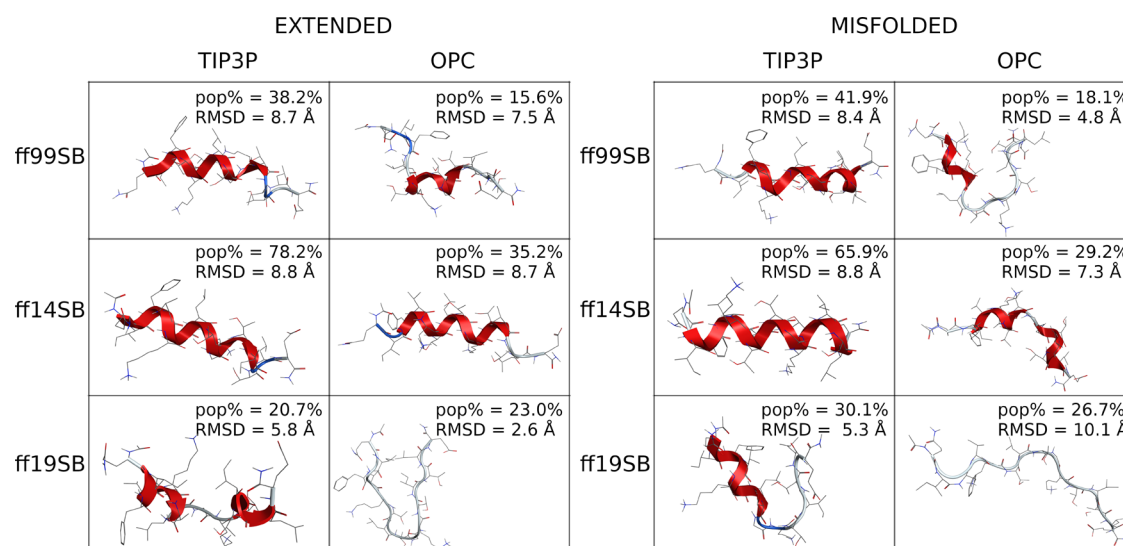 EXTENDED
MISFOLDED
TIP3P
OPC
TIP3P
OPC
ff99SB
pop% = 38.2%
RMSD = 8.7 Å
pop% = 15.6%
RMSD = 7.5 Å
ff99SB
pop% = 41.9%
RMSD = 8.4 Å
pop% = 18.1%
RMSD = 4.8 Å
ff14SB
pop% = 78.2%
RMSD = 8.8 Å
pop% = 35.2%
RMSD = 8.7 Å
ff14SB
pop% = 65.9%
RMSD = 8.8 Å
pop% = 29.2%
RMSD = 7.3 Å
ff19SB
pop% = 20.7%
RMSD = 5.8 Å
pop% = 23.0%
RMSD = 2.6 Å
ff19SB
pop% = 30.1%
RMSD = 5.3 Å
pop% = 26.7%
RMSD = 10.1 Å